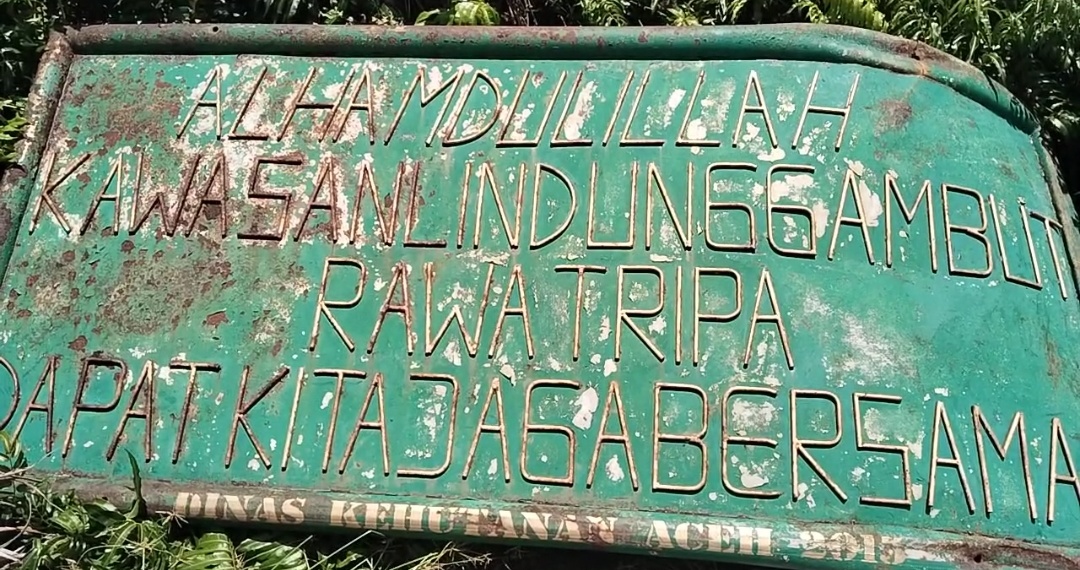 ALHAMDULILLAH
KAWASAN LINDUNG GAMBUT
RAWA TRIPA
DAPAT KITA JAGA BERSAMA
DINAS KEHUTANAN ACEH 2015